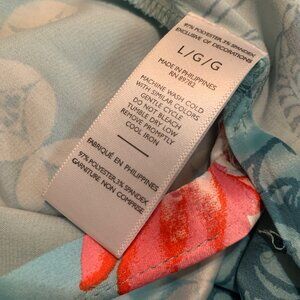 97% POLYESTER, 3% SPANDEX
EXCLUSIVE OF DECORATIONS
L/G/G
MADE IN PHILIPPINES
RN 89782
MACHINE WASH COLD
WITH SIMILAR COLORS
GENTLE CYCLE
DO NOT BLEACH
TUMBLE DRY LOW
REMOVE PROMPTLY
COOL IRON
FABRIQUÉ EN PHILIPPINES
97% POLYESTER, 3% SPANDEX
GARNITURE NON COMPRISE